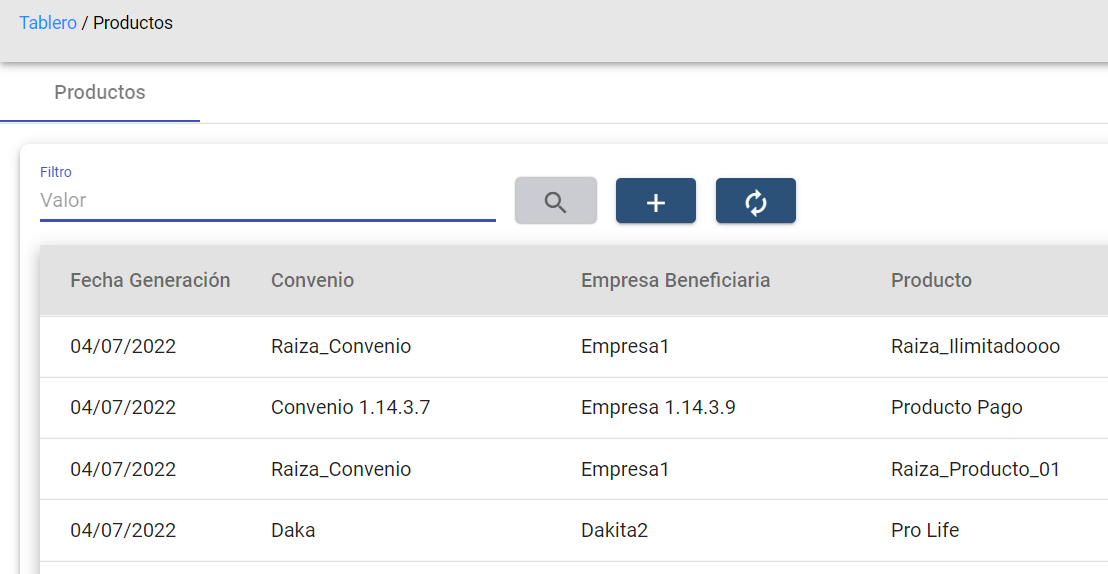 Tablero / Productos
Productos
Filtro
Valor
Fecha Generación Convenio Empresa Beneficiaria Producto
04/07/2022 Raiza_Convenio Empresa1 Raiza_Ilimitadoooo
04/07/2022 Convenio 1.14.3.7 Empresa 1.14.3.9 Producto Pago
04/07/2022 Raiza_Convenio Empresa1 Raiza_Producto_01
04/07/2022 Daka Dakita2 Pro Life